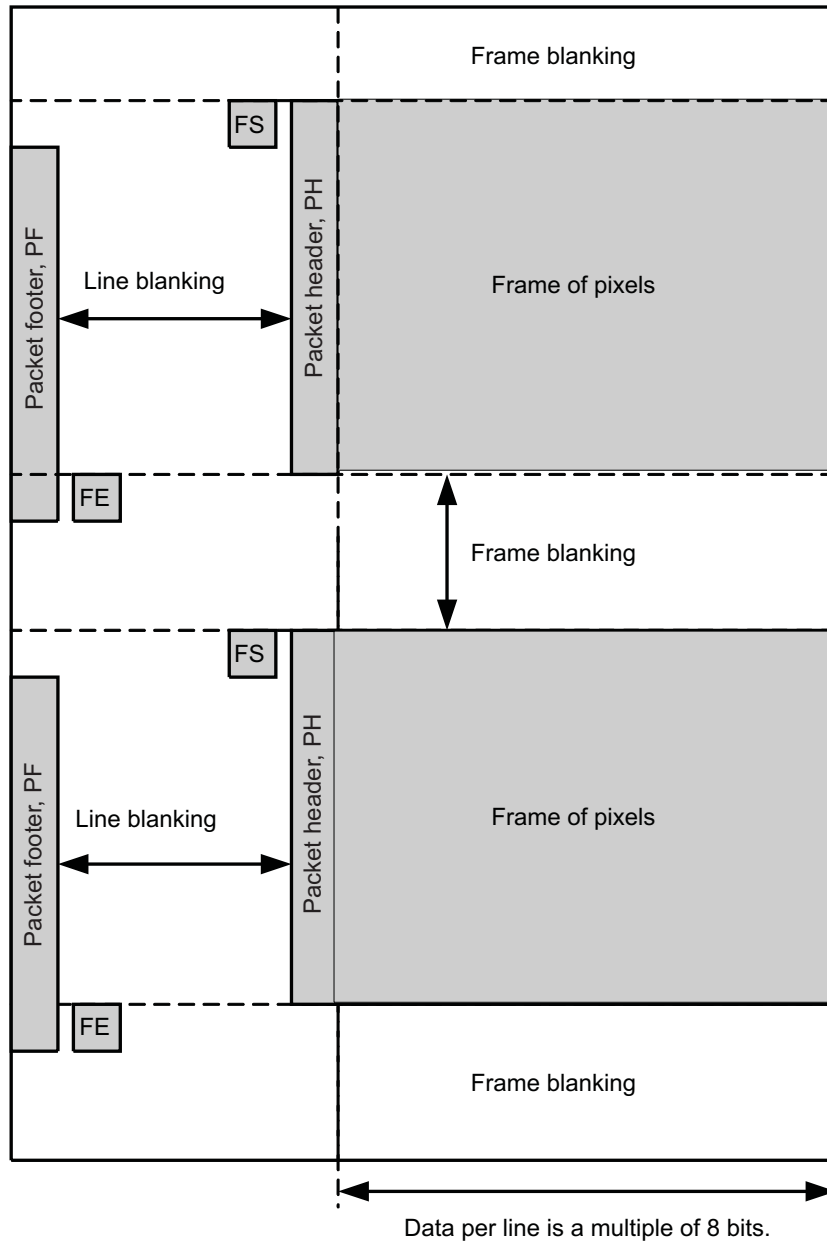 Frame blanking
FS
Packet footer, PF
Line blanking
Packet header, PH
Frame of pixels
FE
Frame blanking
FS
Packet footer, PF
Line blanking
Packet header, PH
Frame of pixels
FE
Frame blanking
Data per line is a multiple of 8 bits.